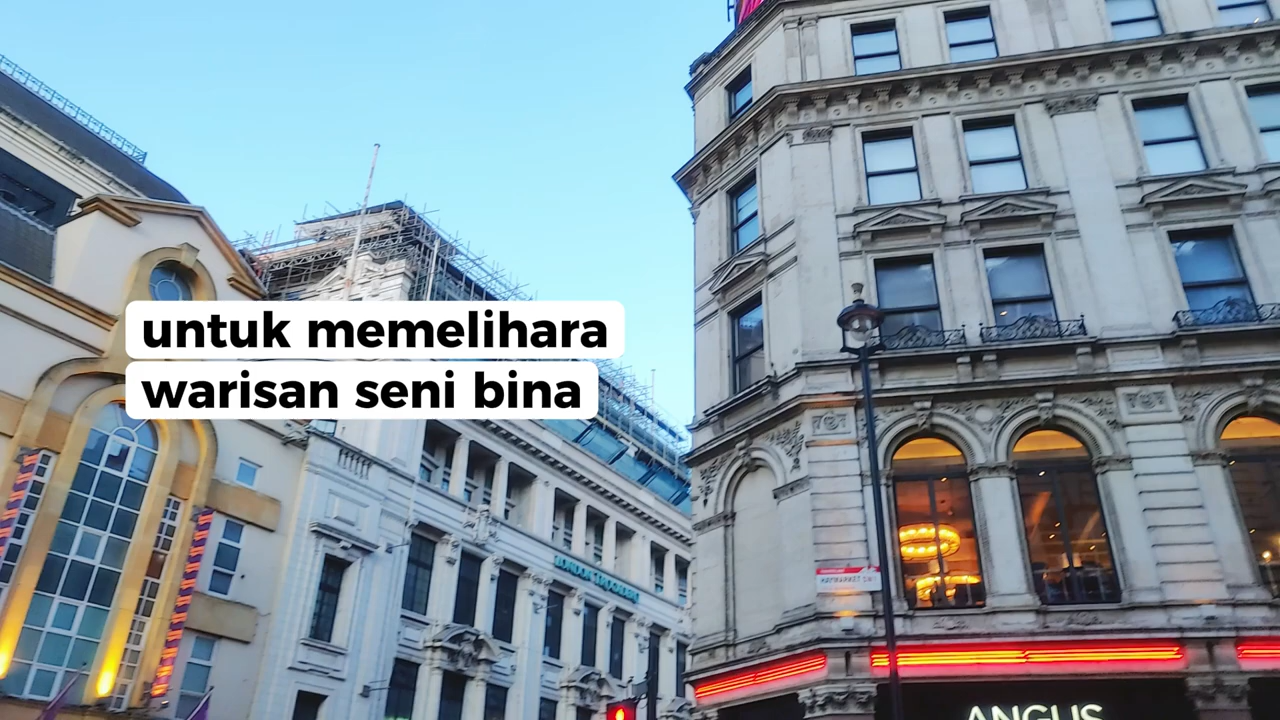 untuk memelihara
warisan seni bina
LONDON TROCADERO
HAYMARKET SW1
ANGUS